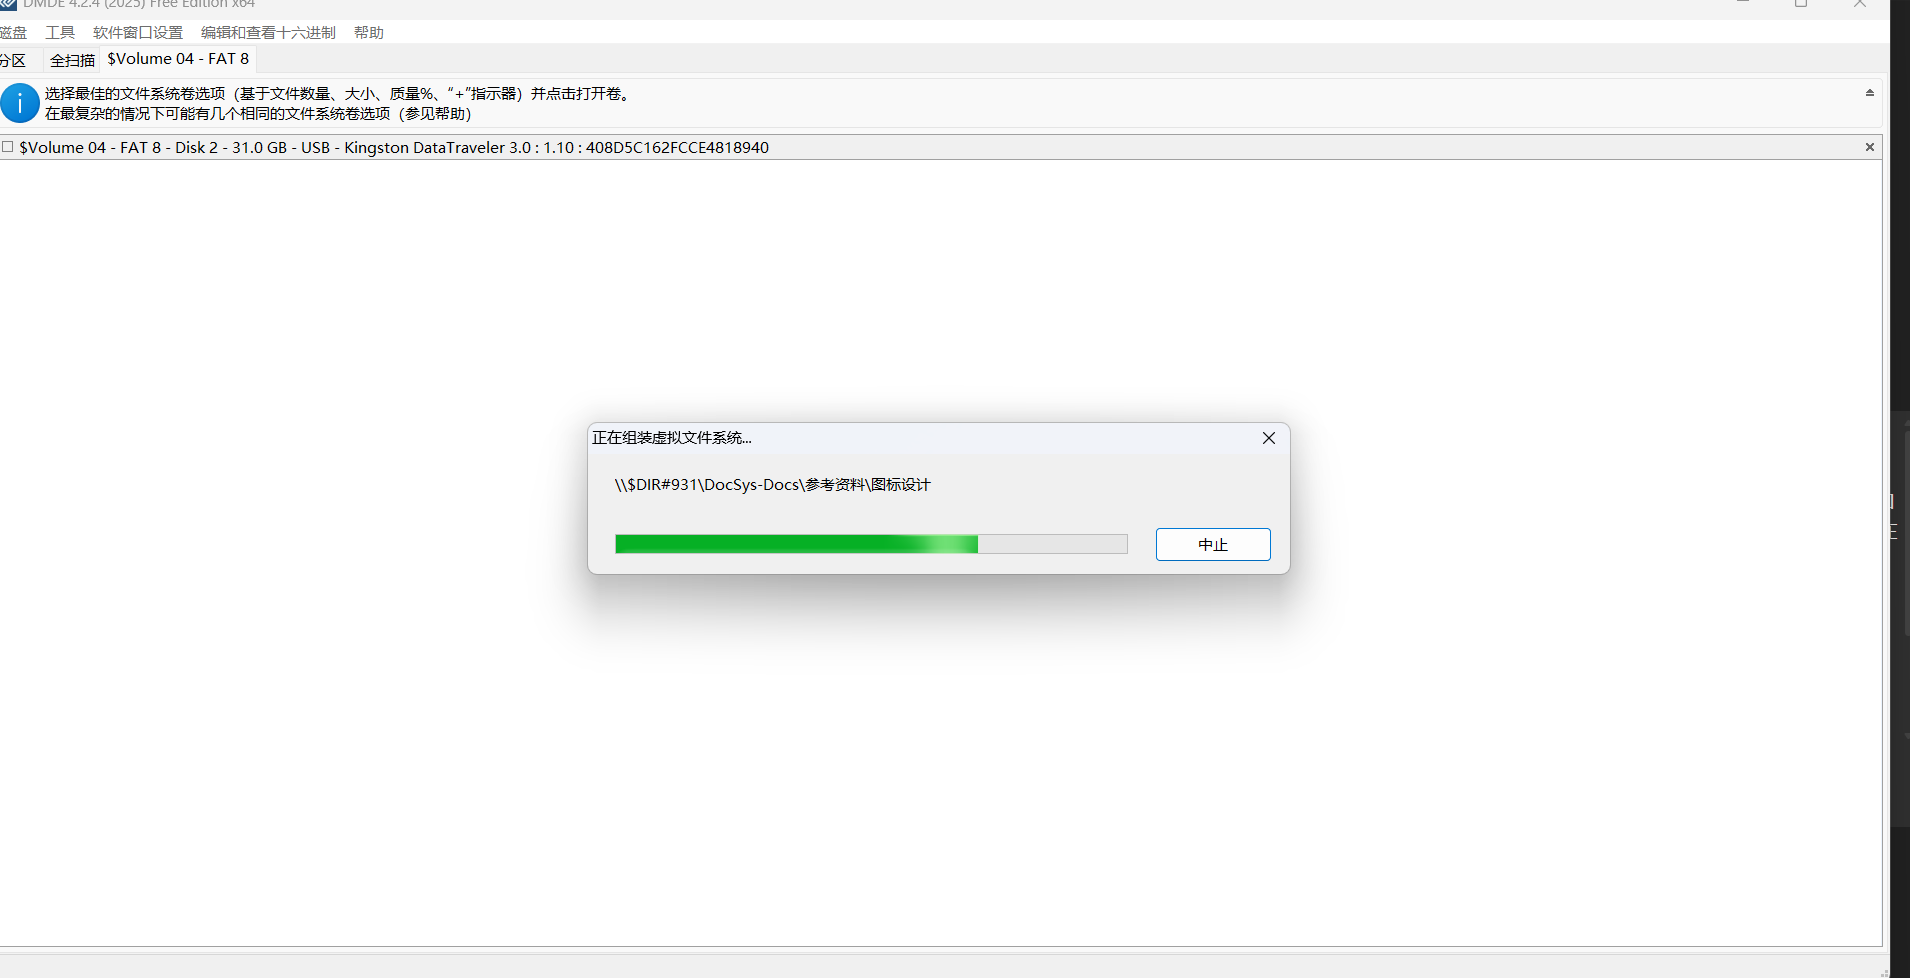 DMDE 4.2.4 (2025) Free Edition x64
磁盘 工具 软件窗口设置 编辑和查看十六进制 帮助
分区 全扫描 $Volume 04 - FAT 8
选择最佳的文件系统卷选项（基于文件数量、大小、质量%、“+”指示器）并点击打开卷。
在最复杂的情况下可能有几个相同的文件系统卷选项（参见帮助）
$Volume 04 - FAT 8 - Disk 2 - 31.0 GB - USB - Kingston DataTraveler 3.0 : 1.10 : 408D5C162FCCE4818940
正在组装虚拟文件系统...
\\$DIR#931\DocSys-Docs\参考资料\图标设计
中止